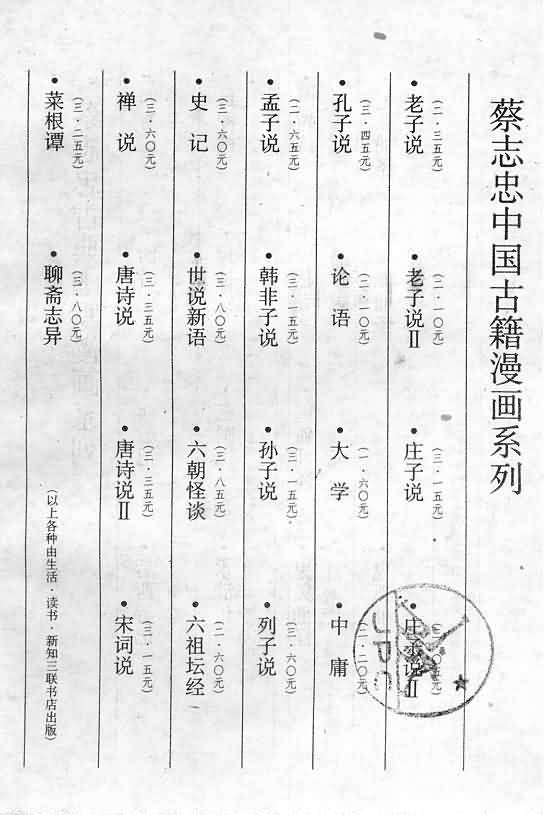 蔡志忠中国古籍漫画系列
•老子说(二·三五元)
•老子说Ⅱ(二·一〇元)
•庄子说(三·一五元)
•庄子说Ⅱ
•孔子说(三·四五元)
•论语(二·一〇元)
•大学(一·六〇元)
•中庸(二·二〇元)
•孟子说(二·六五元)
•韩非子说(三·一五元)
•孙子说(三·一五元)
•列子说(三·六〇元)
•史记(三·六〇元)
•世说新语(三·八〇元)
•六朝怪谈(三·八五元)
•六祖坛经(二·六〇元)
•禅说(三·六〇元)
•唐诗说(三·三五元)
•唐诗说Ⅱ(三·三五元)
•宋词说(三·一五元)
•菜根谭(三·二五元)
•聊斋志异(三·八〇元)
(以上各种由生活·读书·新知三联书店出版)